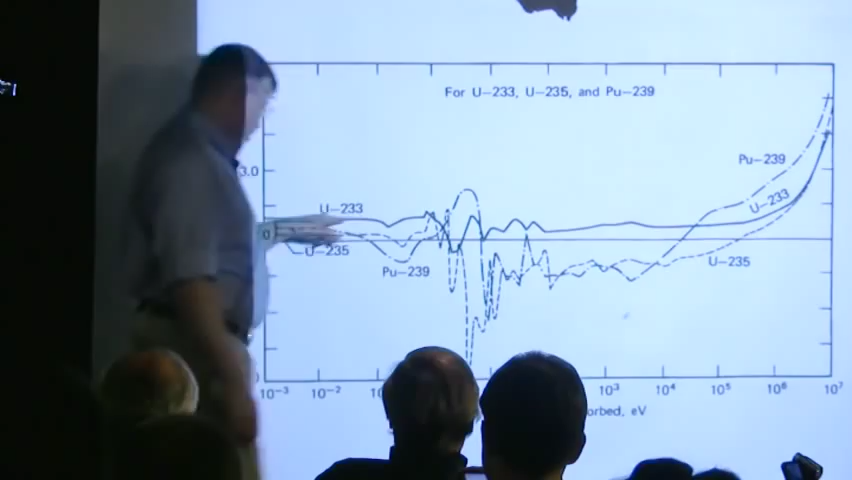 For U–233, U–235, and Pu–239
Pu–239
3.0
U–233
U–233
0
U–235
Pu–239
U–235
10⁻³ 10⁻² 10³ 10⁴ 10⁵ 10⁶ 10⁷
eV